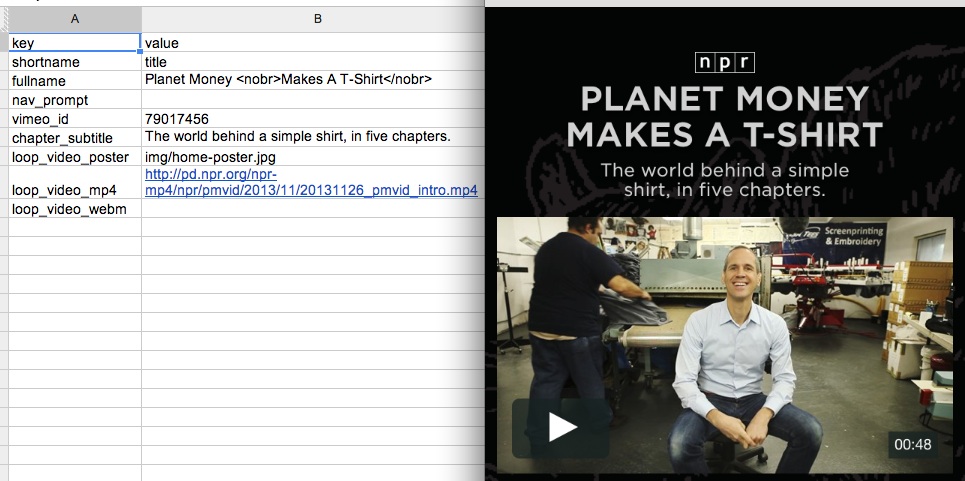 A B
key value
shortname title
fullname Planet Money <nobr>Makes A T-Shirt</nobr>
nav_prompt
vimeo_id 79017456
chapter_subtitle The world behind a simple shirt, in five chapters.
loop_video_poster img/home-poster.jpg
http://pd.npr.org/npr-
loop_video_mp4 mp4/npr/pmvid/2013/11/20131126_pmvid_intro.mp4
loop_video_webm
npr
PLANET MONEY
MAKES A T-SHIRT
The world behind a simple
shirt, in five chapters.
Screenprinting
& Embroidery
00:48